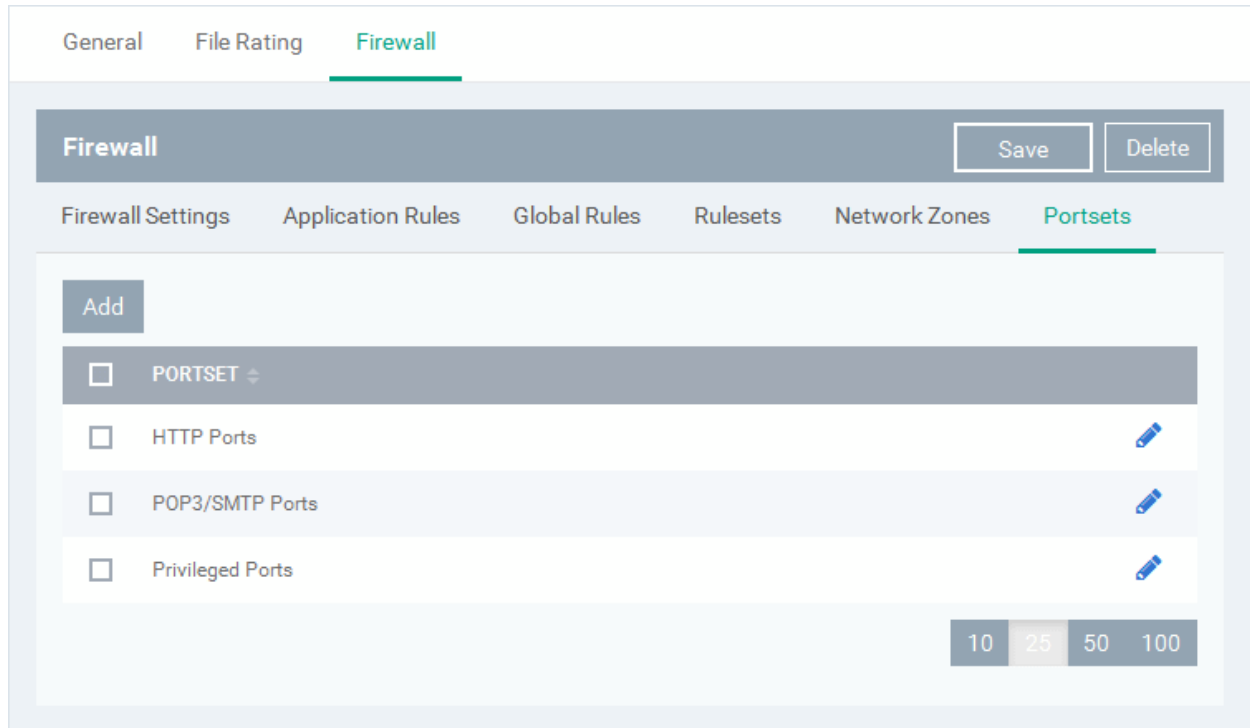 General File Rating Firewall
Firewall Save Delete
Firewall Settings Application Rules Global Rules Rulesets Network Zones Portsets
Add
PORTSET
HTTP Ports
POP3/SMTP Ports
Privileged Ports
10 25 50 100